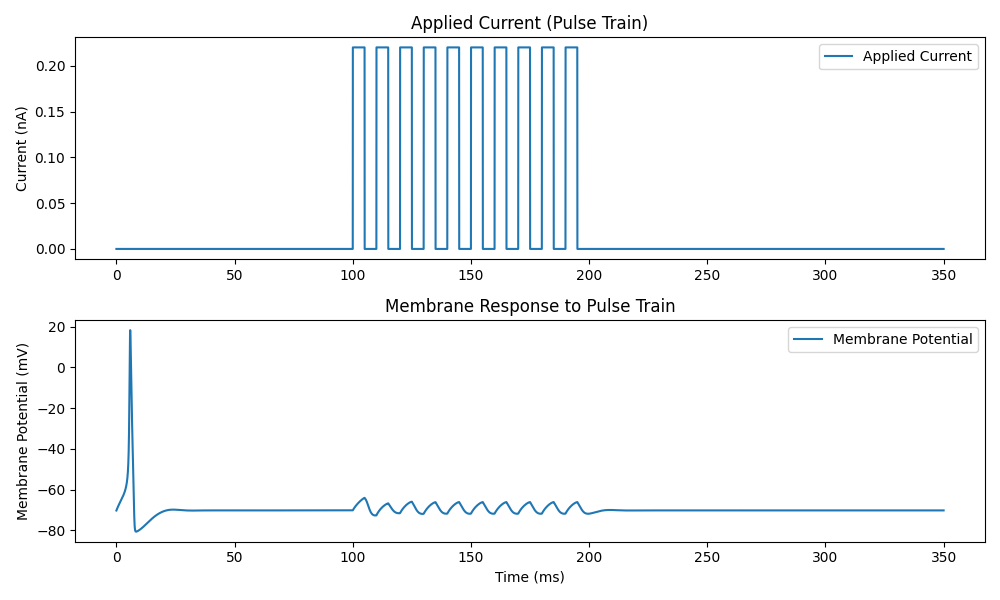 Applied Current (Pulse Train)
Current (nA)
0.20
0.15
0.10
0.05
0.00
Applied Current
0 50 100 150 200 250 300 350
Membrane Response to Pulse Train
Membrane Potential (mV)
20
0
−20
−40
−60
−80
Membrane Potential
0 50 100 150 200 250 300 350
Time (ms)